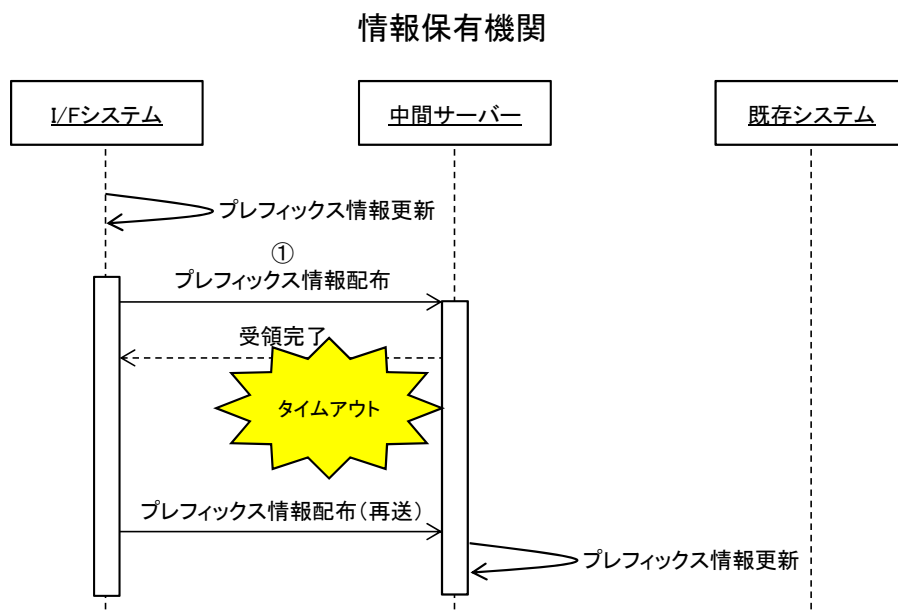 情報保有機関
I/Fシステム
中間サーバー
既存システム
プレフィックス情報更新
①
プレフィックス情報配布
受領完了
タイムアウト
プレフィックス情報配布（再送）
プレフィックス情報更新